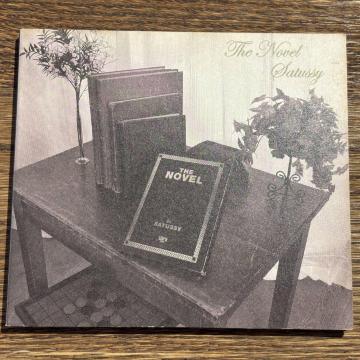 The Novel
Satussy
THE
NOVEL
SATUSSY